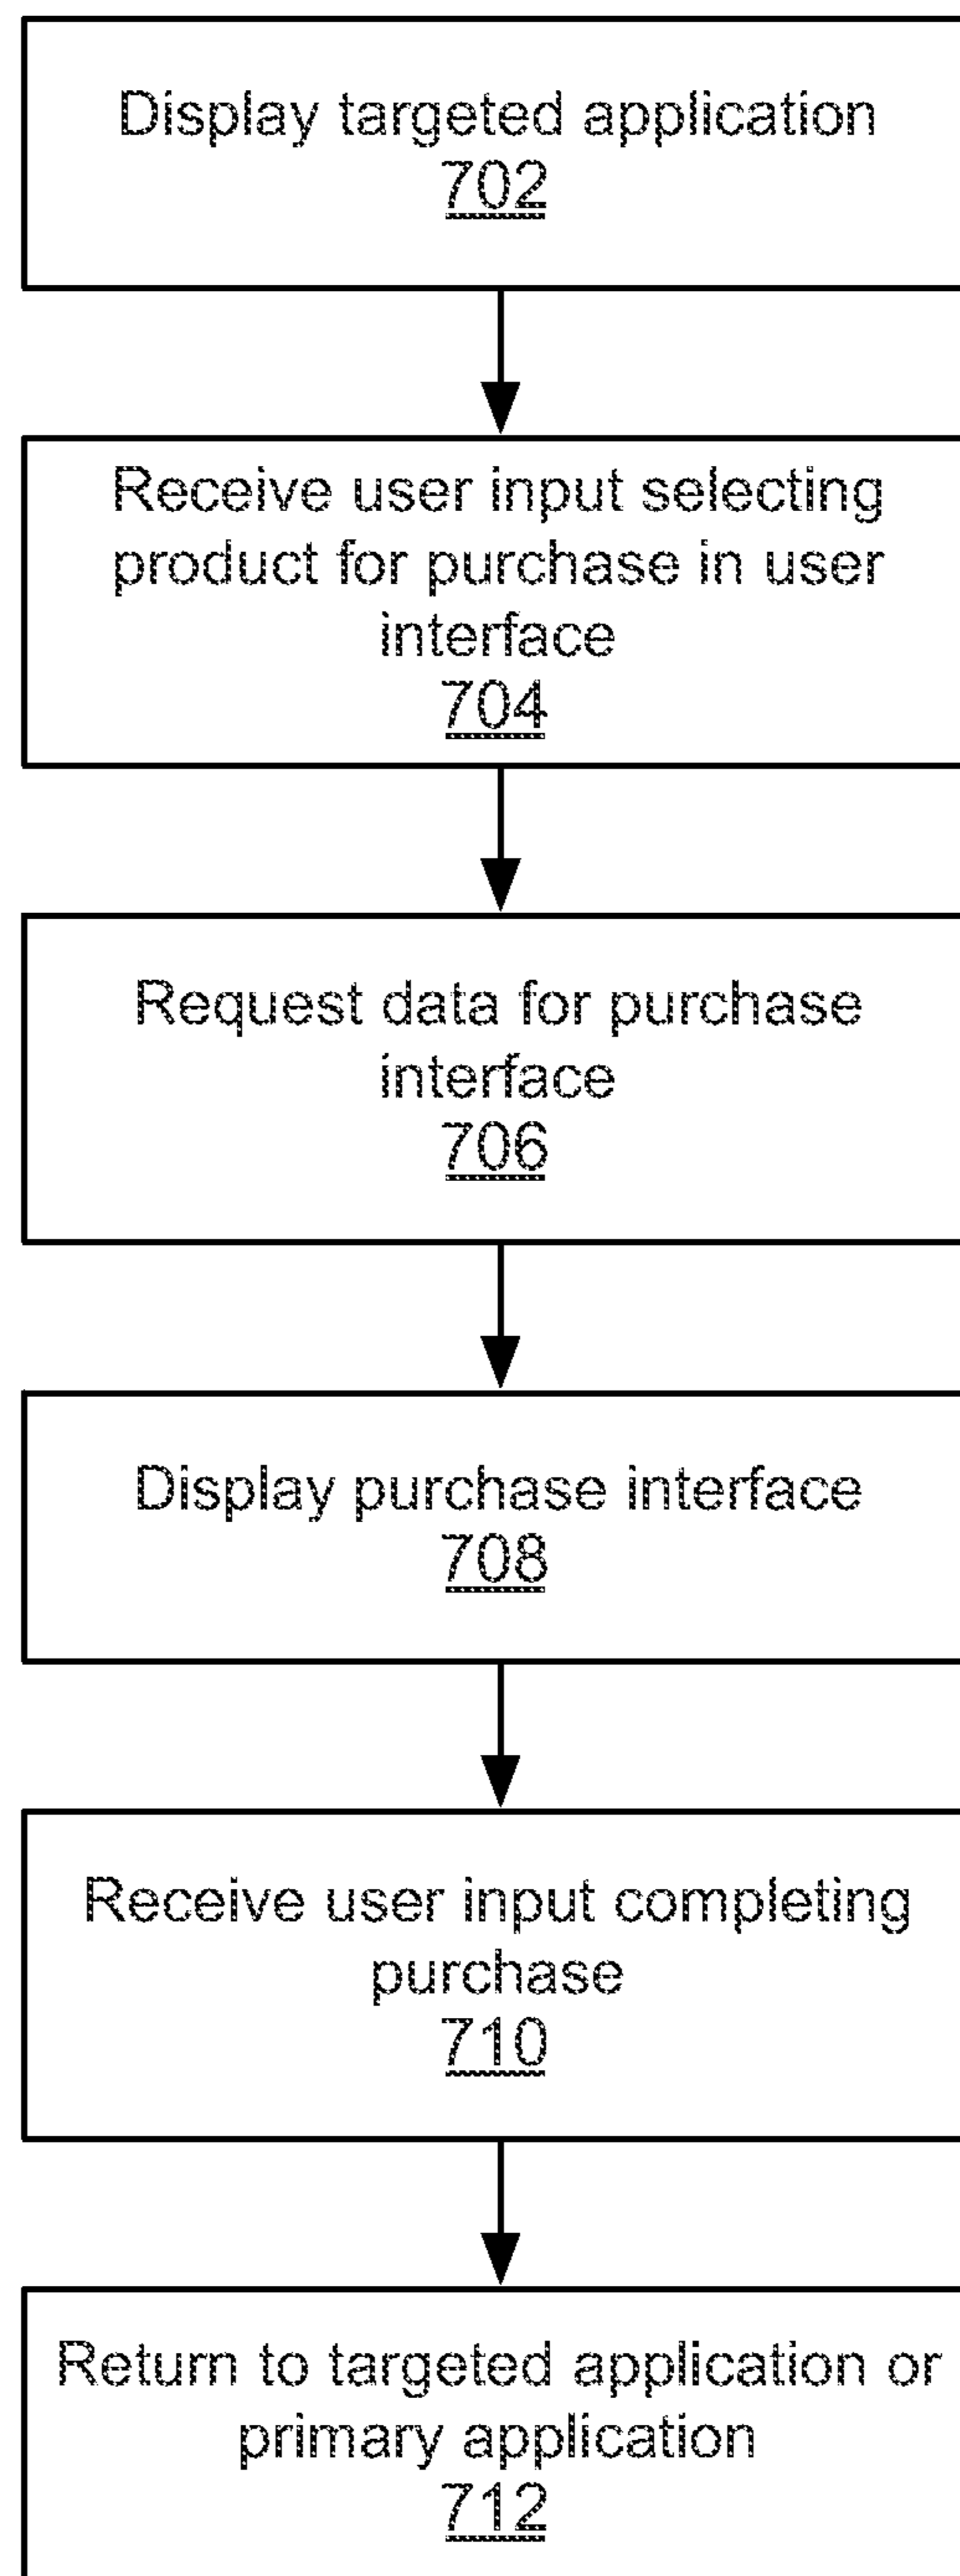 Display targeted application
702
Receive user input selecting
product for purchase in user
interface
704
Request data for purchase
interface
706
Display purchase interface
708
Receive user input completing
purchase
710
Return to targeted application or
primary application
712